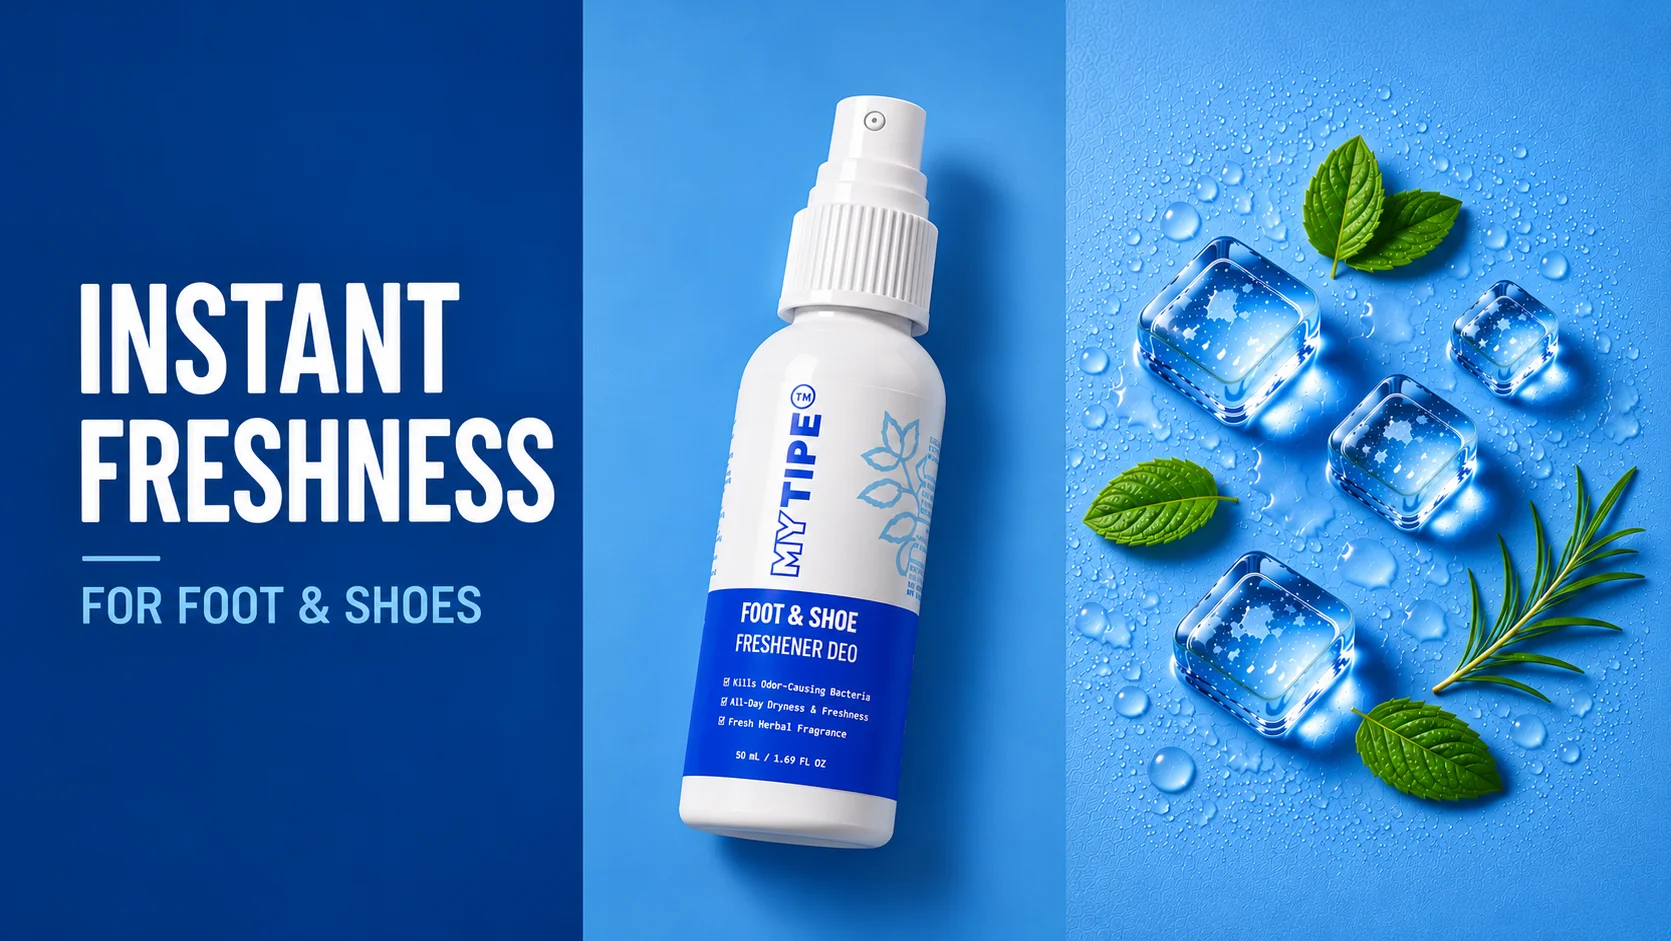 INSTANT
FRESHNESS
FOR FOOT & SHOES
MYTIPE™
FOOT & SHOE
FRESHENER DEO
☑ Kills Odor-Causing Bacteria
☑ All-Day Dryness & Freshness
☑ Fresh Herbal Fragrance
50 mL / 1.69 FL OZ